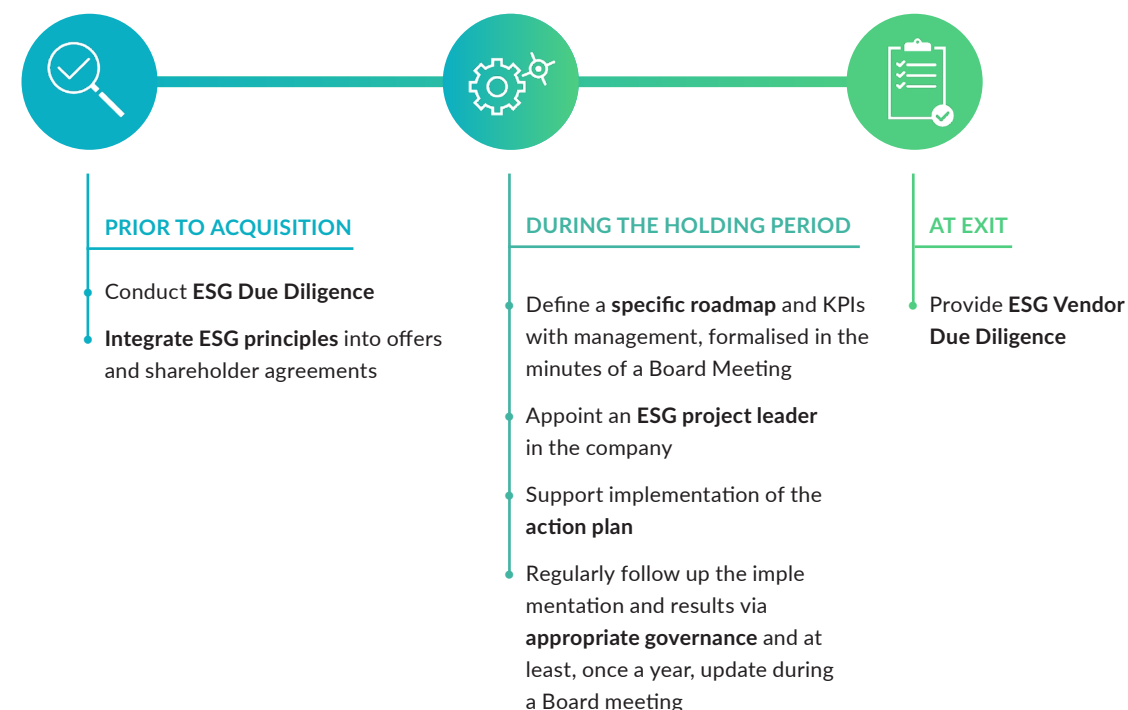 PRIOR TO ACQUISITION
Conduct ESG Due Diligence
Integrate ESG principles into offers
and shareholder agreements
DURING THE HOLDING PERIOD
Define a specific roadmap and KPIs
with management, formalised in the
minutes of a Board Meeting
Appoint an ESG project leader
in the company
Support implementation of the
action plan
Regularly follow up the imple
mentation and results via
appropriate governance and at
least, once a year, update during
a Board meeting
AT EXIT
Provide ESG Vendor
Due Diligence